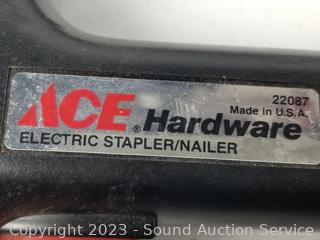 22087
Made in U.S.A.
ACE® Hardware
ELECTRIC STAPLER/NAILER
Copyright 2023 - Sound Auction Service